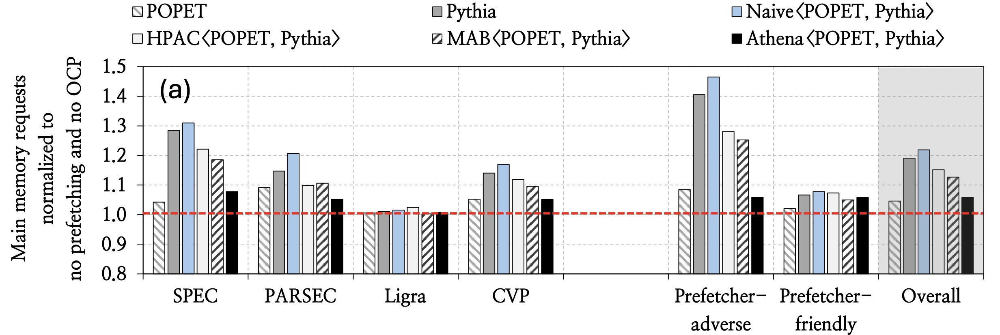 POPET
Pythia
Naive〈POPET, Pythia〉
HPAC〈POPET, Pythia〉
MAB〈POPET, Pythia〉
Athena〈POPET, Pythia〉
Main memory requests
normalized to
no prefetching and no OCP
1.5
1.4
1.3
1.2
1.1
1.0
0.9
0.8
(a)
SPEC
PARSEC
Ligra
CVP
Prefetcher–
adverse
Prefetcher–
friendly
Overall